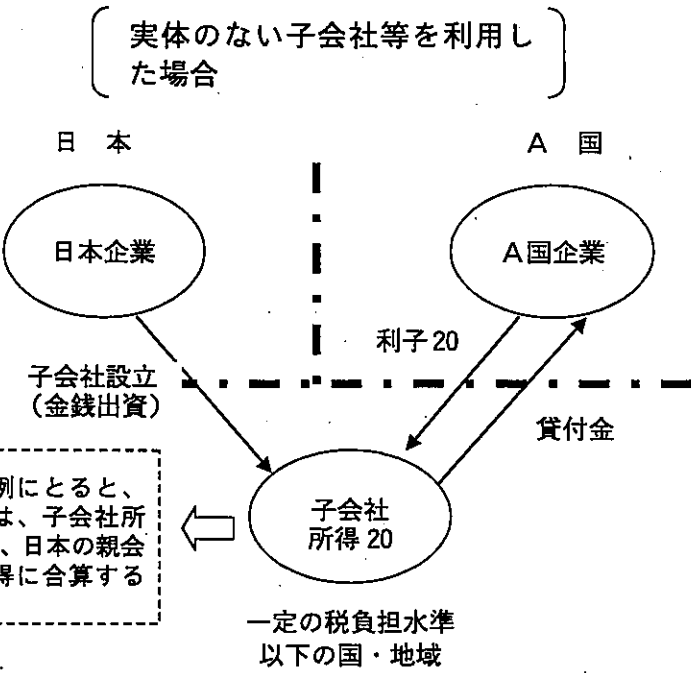 実体のない子会社等を利用し
た場合
日 本
A 国
日本企業
A国企業
利子20
子会社設立
(金銭出資)
貸付金
例にとると、
は、子会社所
、日本の親会
得に合算する
子会社
所得20
一定の税負担水準
以下の国・地域